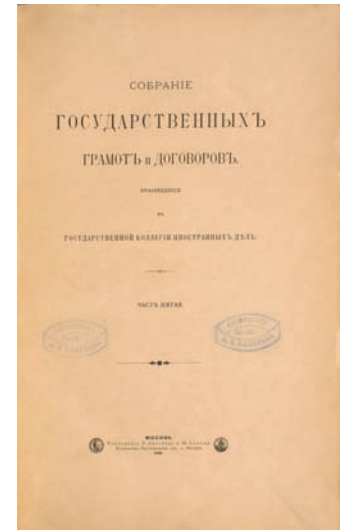 СОБРАНІЕ
ГОСУДАРСТВЕННЫХЪ
ГРАМОТЪ и ДОГОВОРОВЪ.
ХРАНЯЩИХСЯ
ВЪ
ГОСУДАРСТВЕННОЙ КОЛЛЕГІИ ИНОСТРАННЫХЪ ДѢЛЪ.
ЧАСТЬ ПЯТАЯ
МОСКВА.